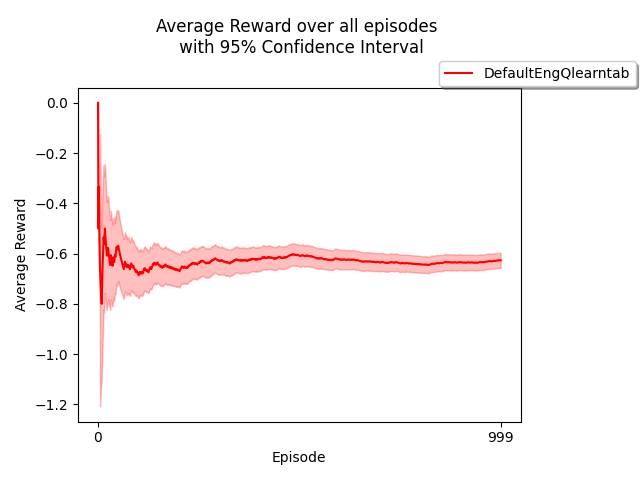 Average Reward over all episodes
with 95% Confidence Interval
DefaultEngQlearntab
0.0
−0.2
−0.4
−0.6
−0.8
−1.0
−1.2
Average Reward
0 999
Episode